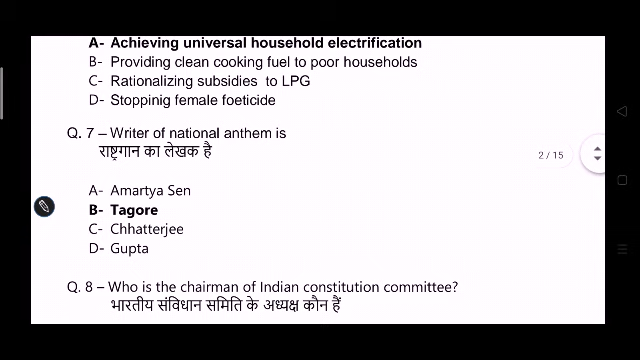 A- Achieving universal household electrification
B- Providing clean cooking fuel to poor households
C- Rationalizing subsidies to LPG
D- Stoppinig female foeticide
Q. 7 – Writer of national anthem is
राष्ट्रगान का लेखक है
2 / 15
A- Amartya Sen
B- Tagore
C- Chhatterjee
D- Gupta
Q. 8 – Who is the chairman of Indian constitution committee?
भारतीय संविधान समिति के अध्यक्ष कौन हैं